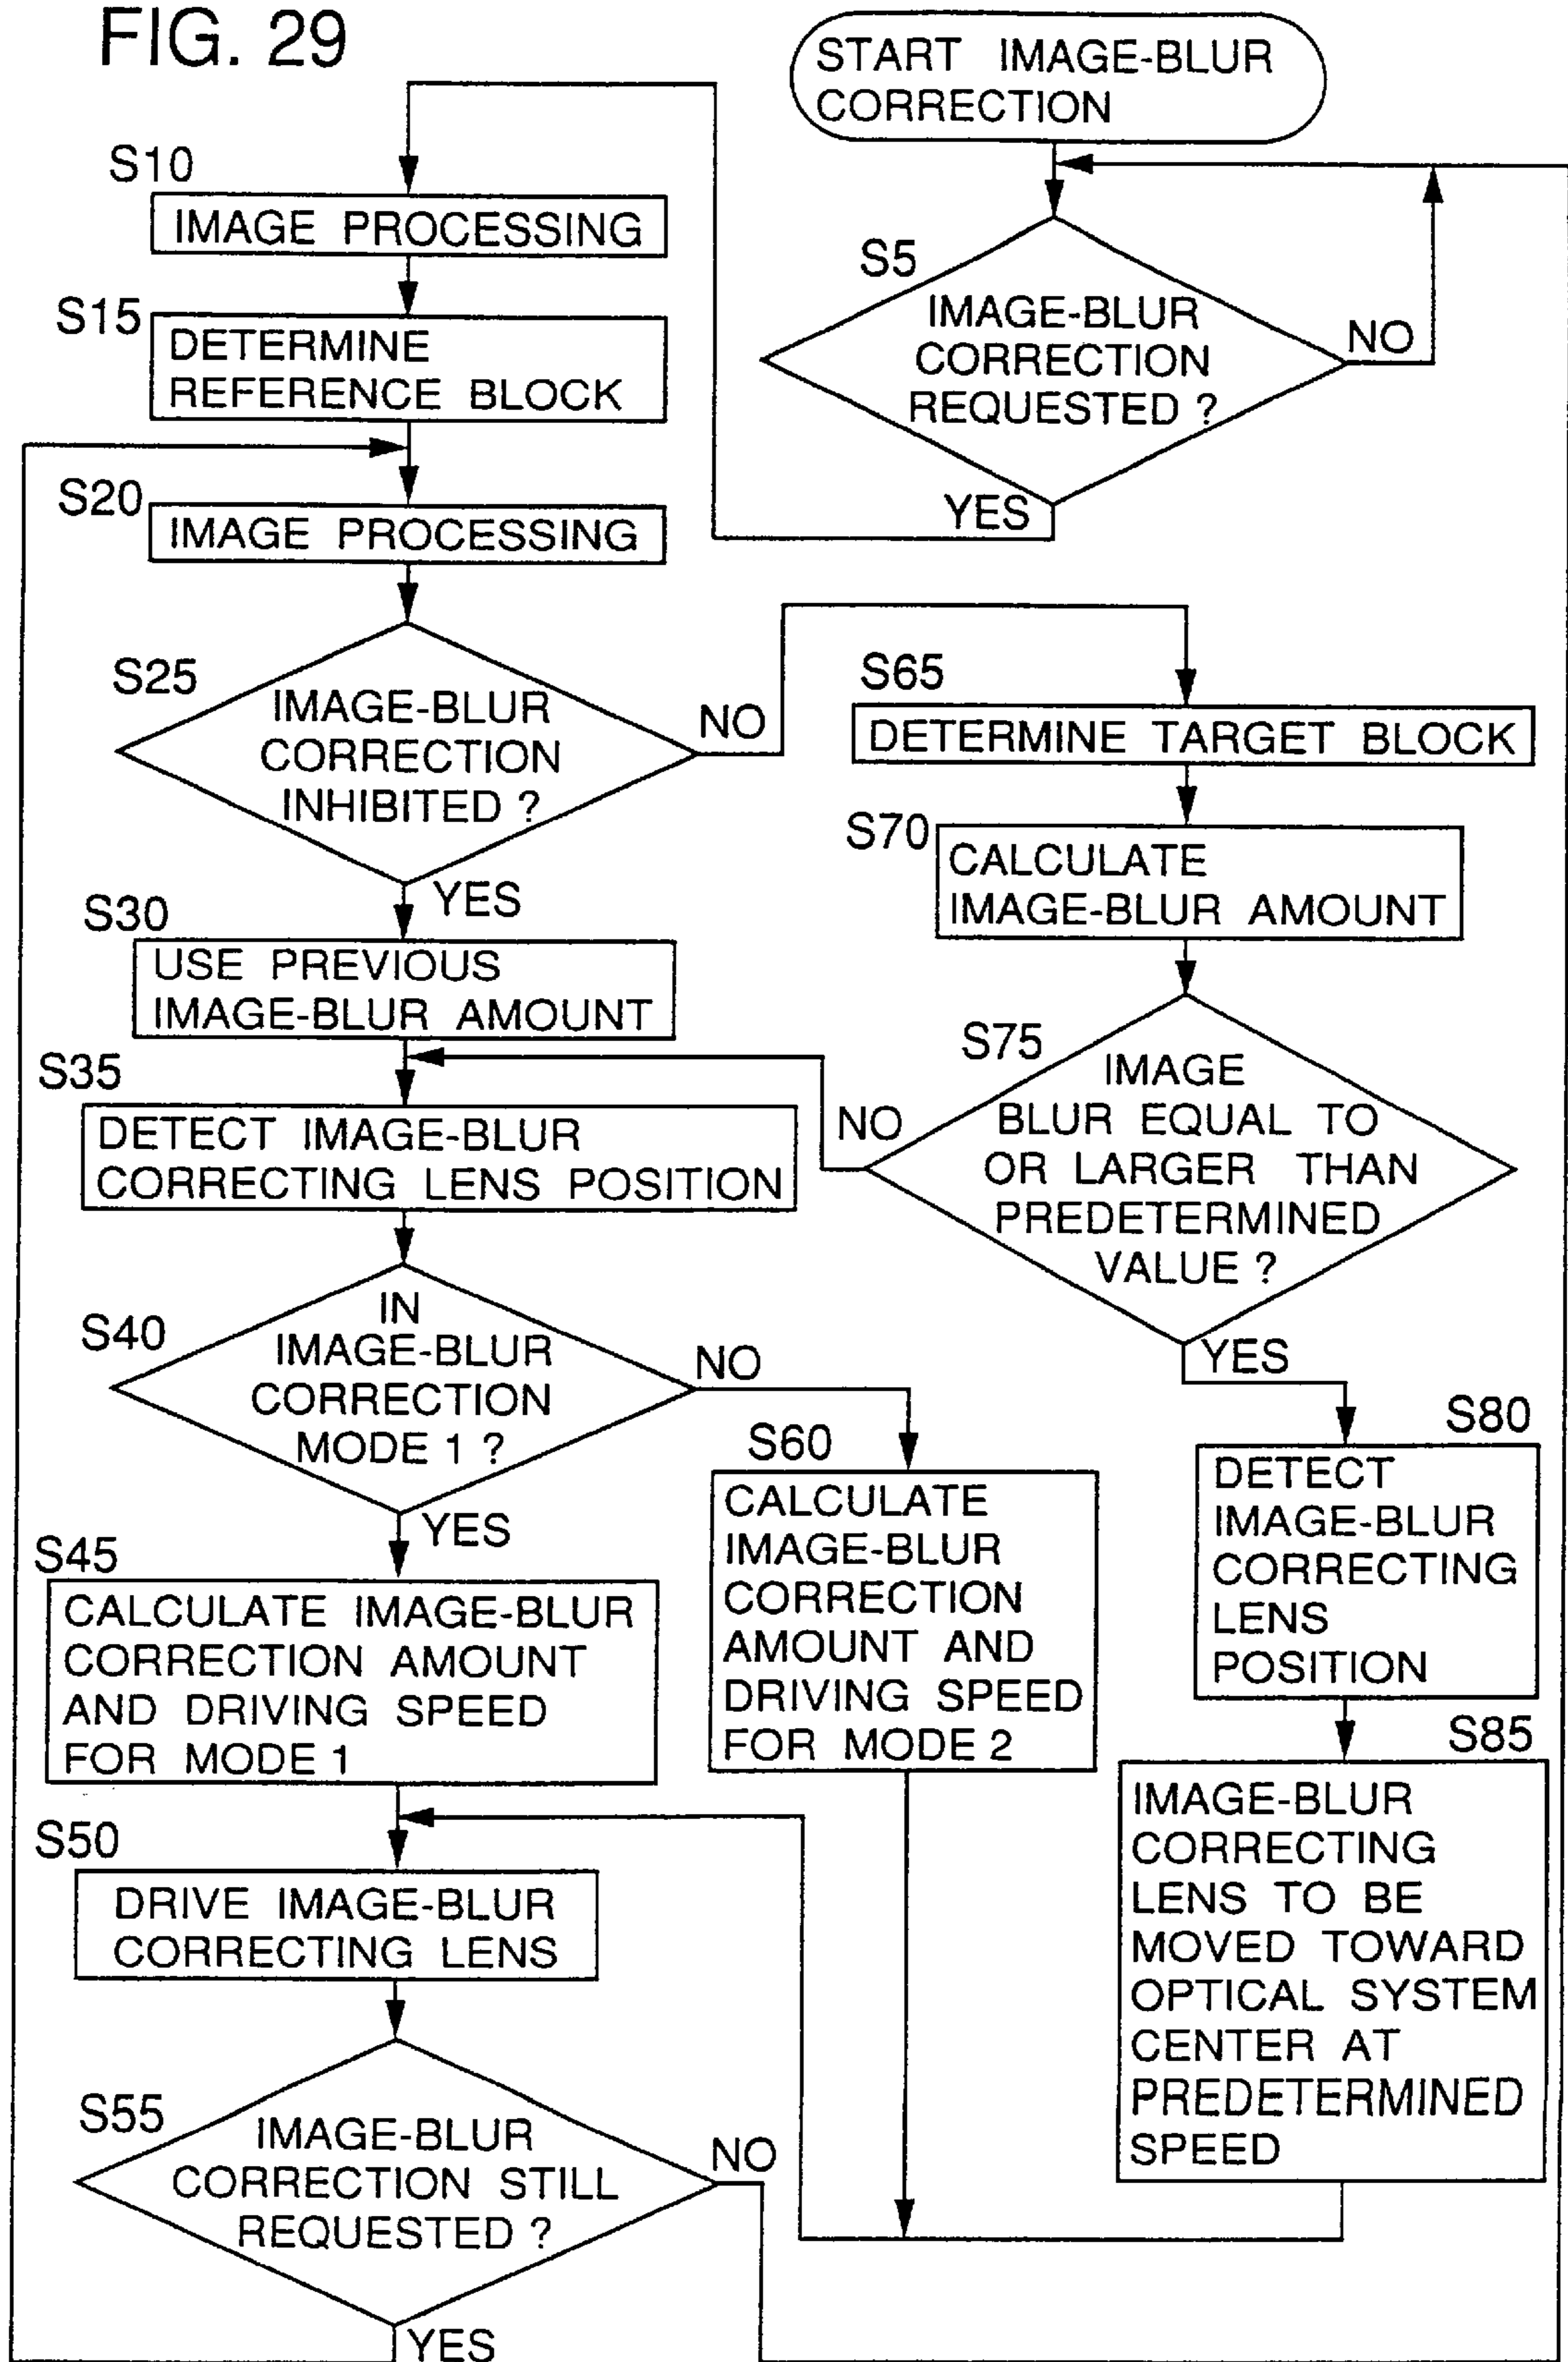 FIG. 29
START IMAGE-BLUR
CORRECTION
S5
IMAGE-BLUR
CORRECTION
REQUESTED ?
NO
YES
S10
IMAGE PROCESSING
S15
DETERMINE
REFERENCE BLOCK
S20
IMAGE PROCESSING
S25
IMAGE-BLUR
CORRECTION
INHIBITED ?
NO
YES
S30
USE PREVIOUS
IMAGE-BLUR AMOUNT
S35
DETECT IMAGE-BLUR
CORRECTING LENS POSITION
S40
IN
IMAGE-BLUR
CORRECTION
MODE 1 ?
NO
YES
S45
CALCULATE IMAGE-BLUR
CORRECTION AMOUNT
AND DRIVING SPEED
FOR MODE 1
S50
DRIVE IMAGE-BLUR
CORRECTING LENS
S55
IMAGE-BLUR
CORRECTION STILL
REQUESTED ?
NO
YES
S60
CALCULATE
IMAGE-BLUR
CORRECTION
AMOUNT AND
DRIVING SPEED
FOR MODE 2
S65
DETERMINE TARGET BLOCK
S70
CALCULATE
IMAGE-BLUR AMOUNT
S75
IMAGE
BLUR EQUAL TO
OR LARGER THAN
PREDETERMINED
VALUE ?
NO
YES
S80
DETECT
IMAGE-BLUR
CORRECTING
LENS
POSITION
S85
IMAGE-BLUR
CORRECTING
LENS TO BE
MOVED TOWARD
OPTICAL SYSTEM
CENTER AT
PREDETERMINED
SPEED